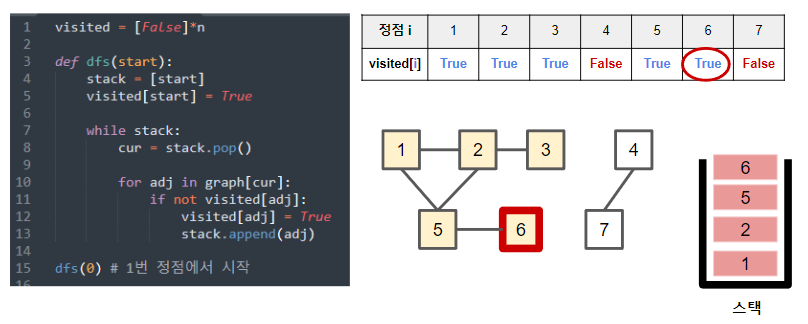 1 visited = [False]*n
2
3 def dfs(start):
4 stack = [start]
5 visited[start] = True
6
7 while stack:
8 cur = stack.pop()
9
10 for adj in graph[cur]:
11 if not visited[adj]:
12 visited[adj] = True
13 stack.append(adj)
14
15 dfs(0) # 1번 정점에서 시작
16
정점 i 1 2 3 4 5 6 7
visited[i] True True True False True True False
1 2 3 4
5 6 7
6
5
2
1
스택